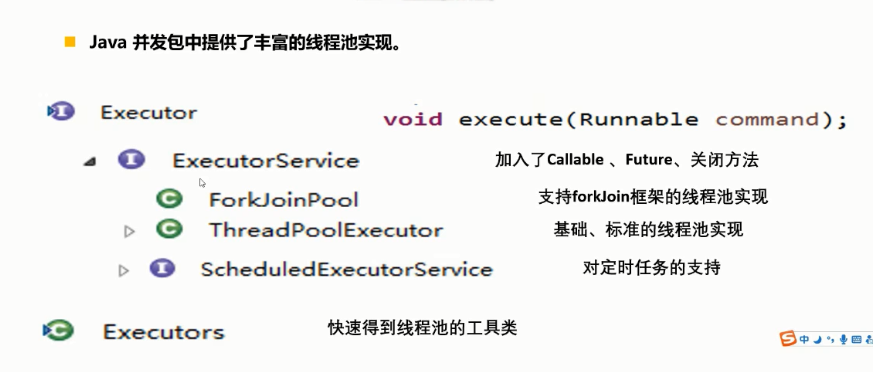 Java 并发包中提供了丰富的线程池实现。
Executor void execute(Runnable command);
ExecutorService 加入了Callable 、Future、关闭方法
ForkJoinPool 支持forkJoin框架的线程池实现
ThreadPoolExecutor 基础、标准的线程池实现
ScheduledExecutorService 对定时任务的支持
Executors 快速得到线程池的工具类
中